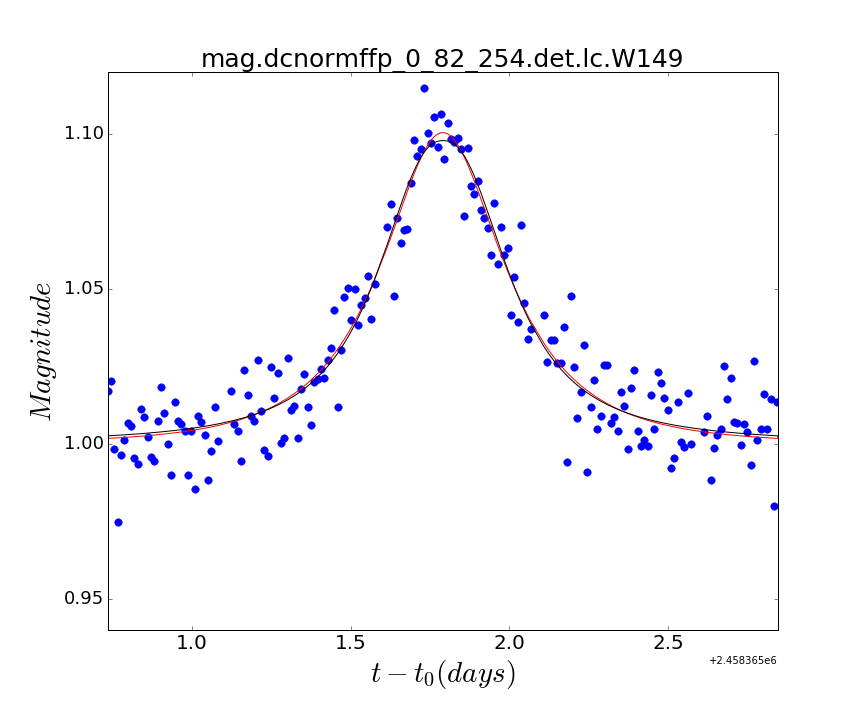 mag.dcnormffp_0_82_254.det.lc.W149
Magnitude
1.10
1.05
1.00
0.95
1.0 1.5 2.0 2.5
+2.458365e6
t − t₀(days)